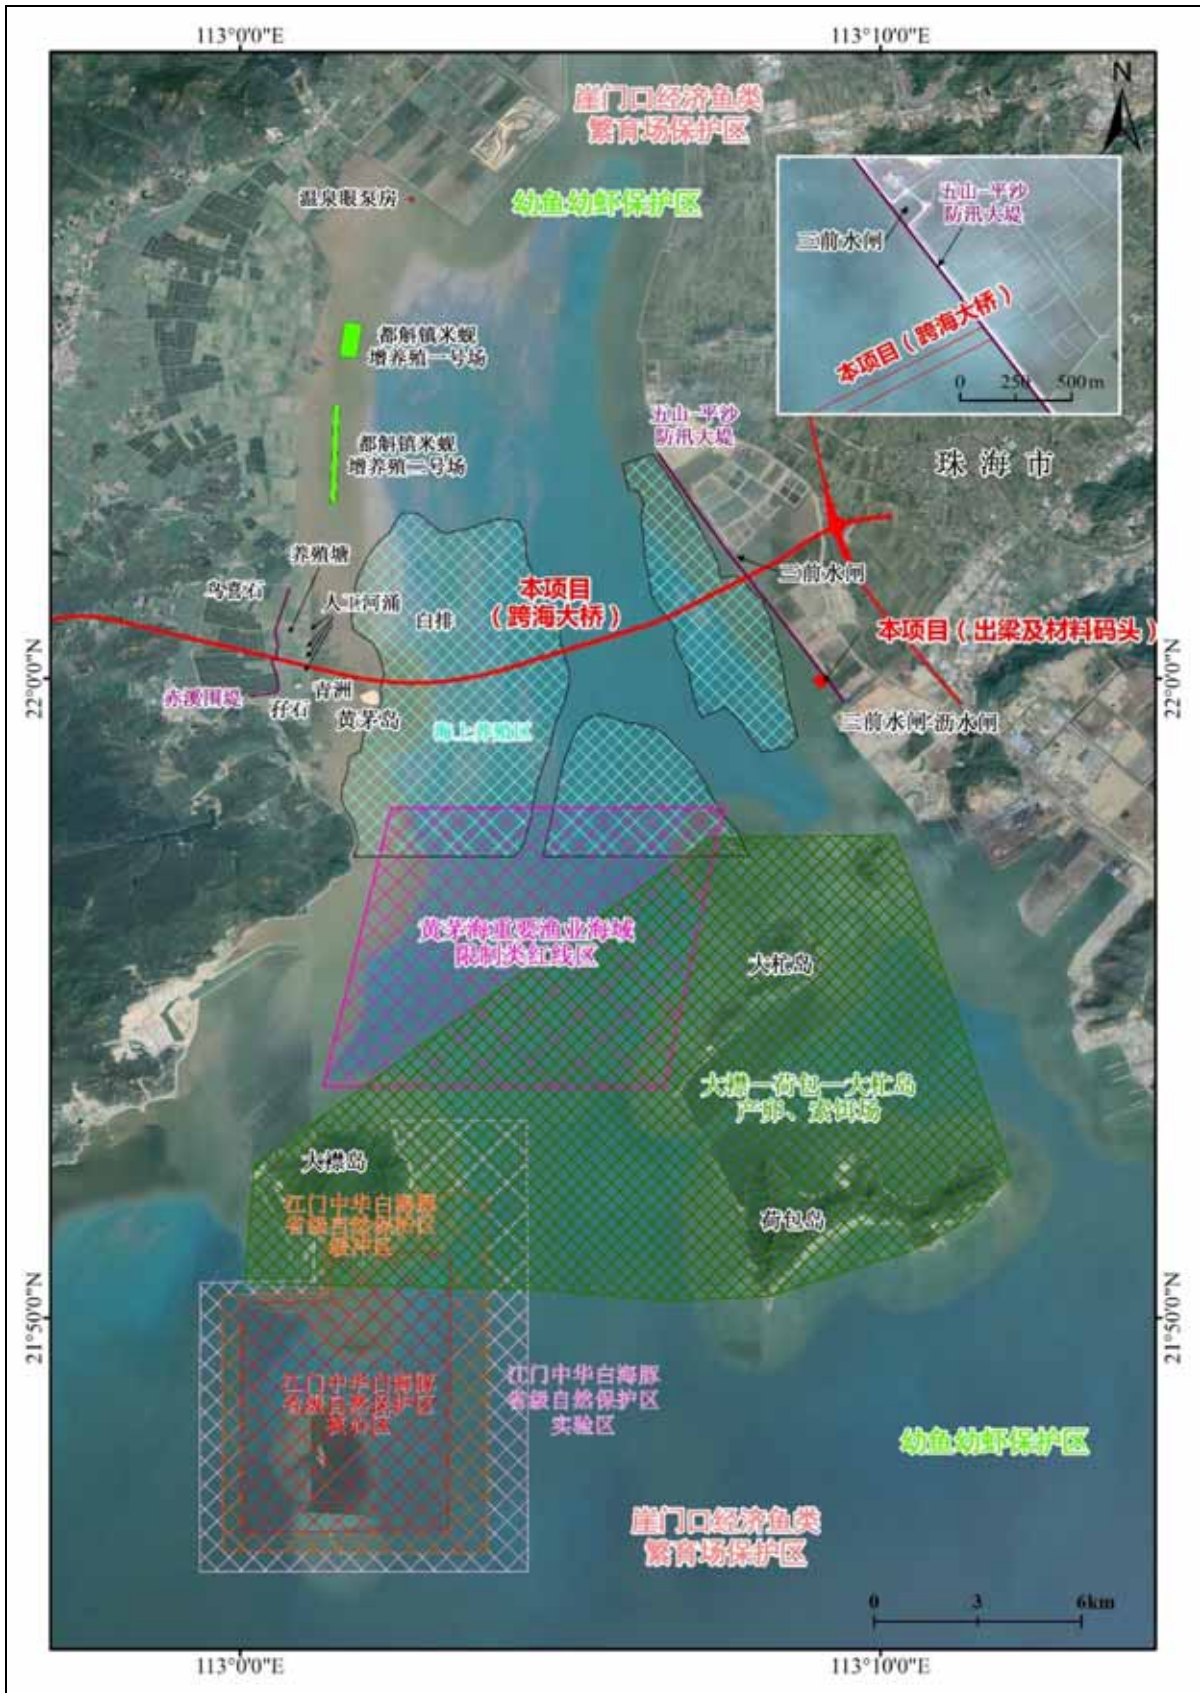 113°0'0"E
113°10'0"E
N
崖门口经济鱼类
繁育场保护区
温泉眼泵房
幼鱼幼虾保护区
五山-平沙
防汛大堤
三前水闸
本项目（跨海大桥）
0 250 500m
都斛镇米蚬
增养殖一号场
都斛镇米蚬
增养殖二号场
五山-平沙
防汛大堤
珠海市
养殖塘
鸟喜石
人工河涌
白排
本项目
（跨海大桥）
三前水闸
本项目（出梁及材料码头）
22°0'0"N
22°0'0"N
赤溪围堤
孖石
青洲
黄茅岛
海上养殖区
三前水闸-沥水闸
黄茅海重要渔业海域
限制类红线区
大杧岛
大襟—荷包—大杧岛
产卵、索饵场
大襟岛
江门中华白海豚
省级自然保护区
缓冲区
荷包岛
21°50'0"N
21°50'0"N
江门中华白海豚
省级自然保护区
核心区
江门中华白海豚
省级自然保护区
实验区
幼鱼幼虾保护区
崖门口经济鱼类
繁育场保护区
0 3 6km
113°0'0"E
113°10'0"E